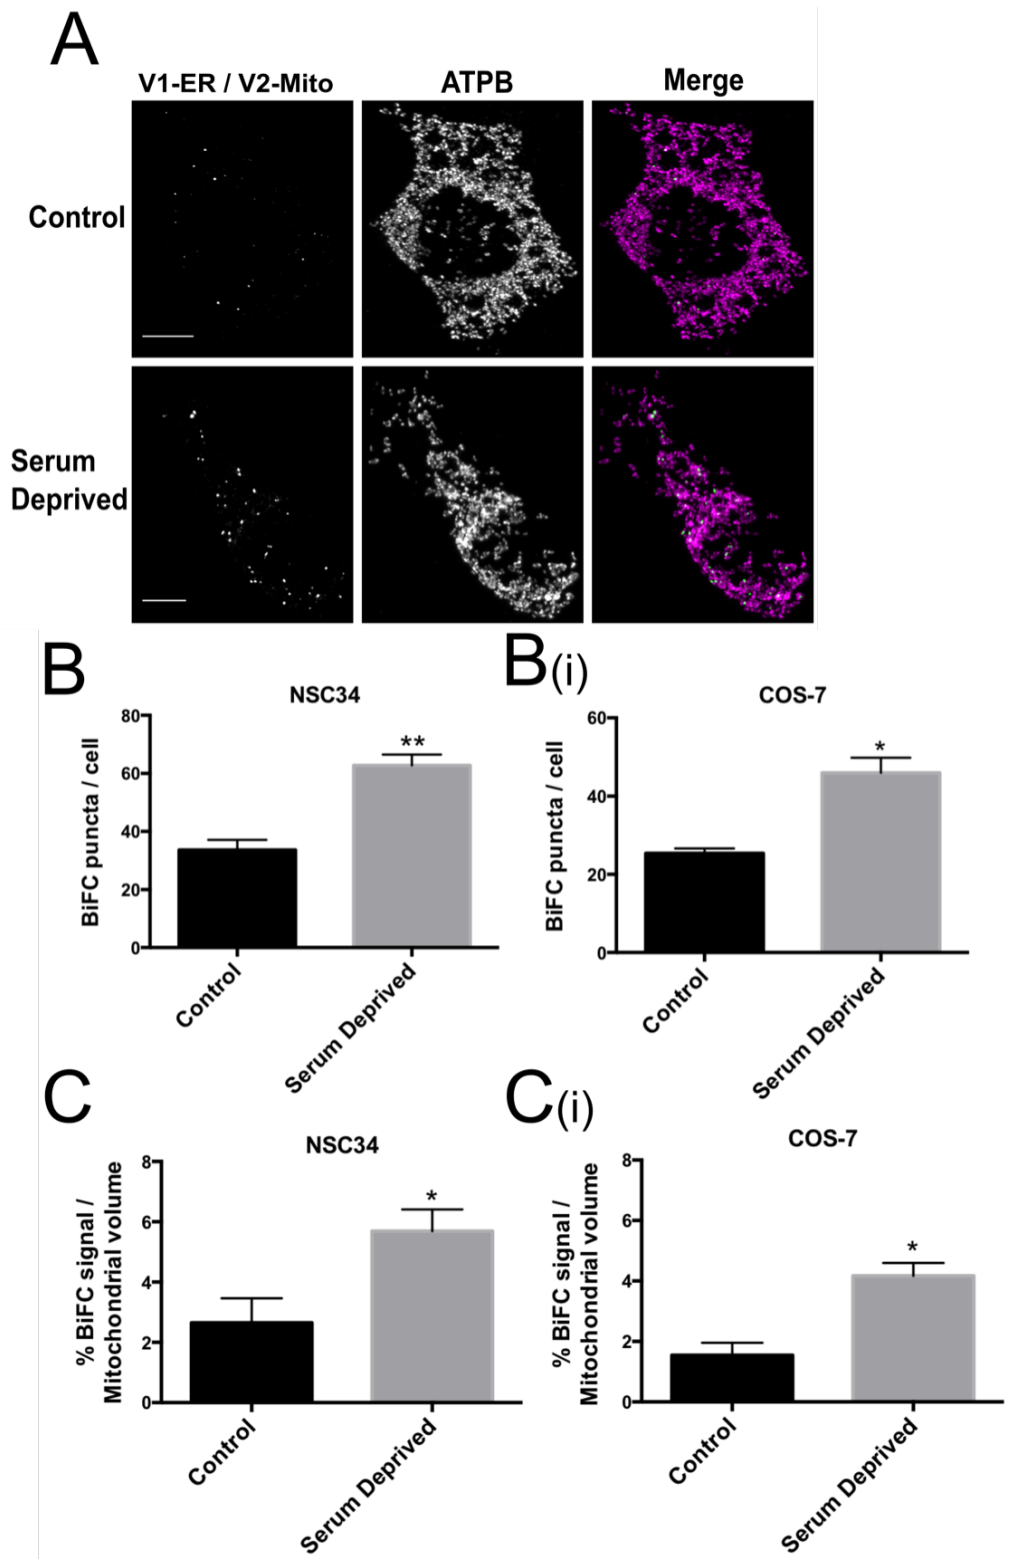 A
V1-ER / V2-Mito
ATPB
Merge
Control
Serum
Deprived
B
NSC34
BiFC puncta / cell
80
60
40
20
0
**
Control
Serum Deprived
B(i)
COS-7
BiFC puncta / cell
60
40
20
0
*
Control
Serum Deprived
C
NSC34
% BiFC signal /
Mitochondrial volume
8
6
4
2
0
*
Control
Serum Deprived
C(i)
COS-7
% BiFC signal /
Mitochondrial volume
8
6
4
2
0
*
Control
Serum Deprived